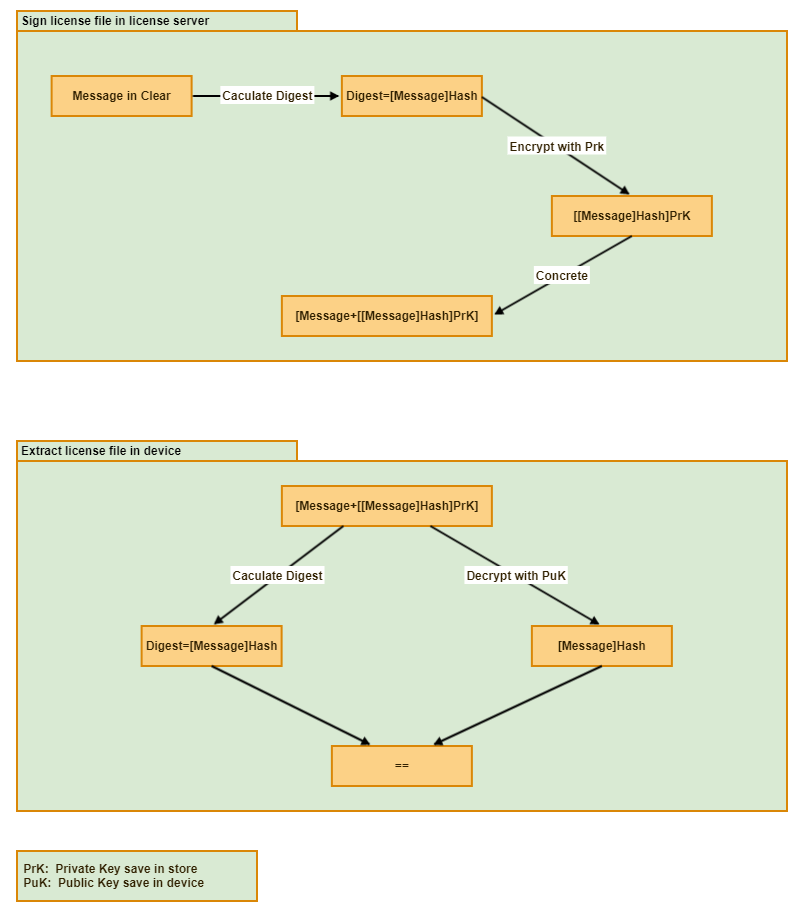 Sign license file in license server
Message in Clear
Caculate Digest
Digest=[Message]Hash
Encrypt with Prk
[[Message]Hash]PrK
Concrete
[Message+[[Message]Hash]PrK]
Extract license file in device
[Message+[[Message]Hash]PrK]
Caculate Digest
Decrypt with PuK
Digest=[Message]Hash
[Message]Hash
==
PrK:  Private Key save in store
PuK:  Public Key save in device